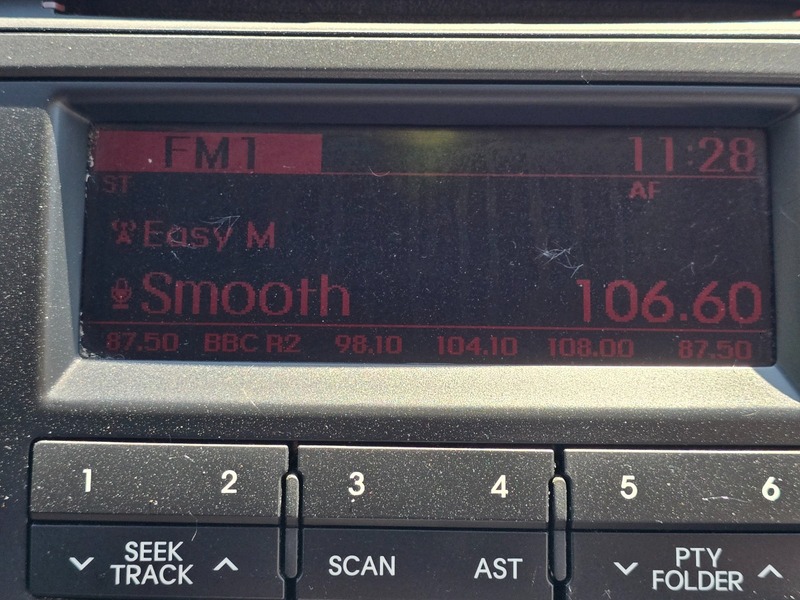 FM1 11:28
ST AF
Easy M
Smooth 106.60
87.50 BBC R2 98.10 104.10 108.00 87.50
1 2 3 4 5 6
SEEK TRACK SCAN AST PTY FOLDER